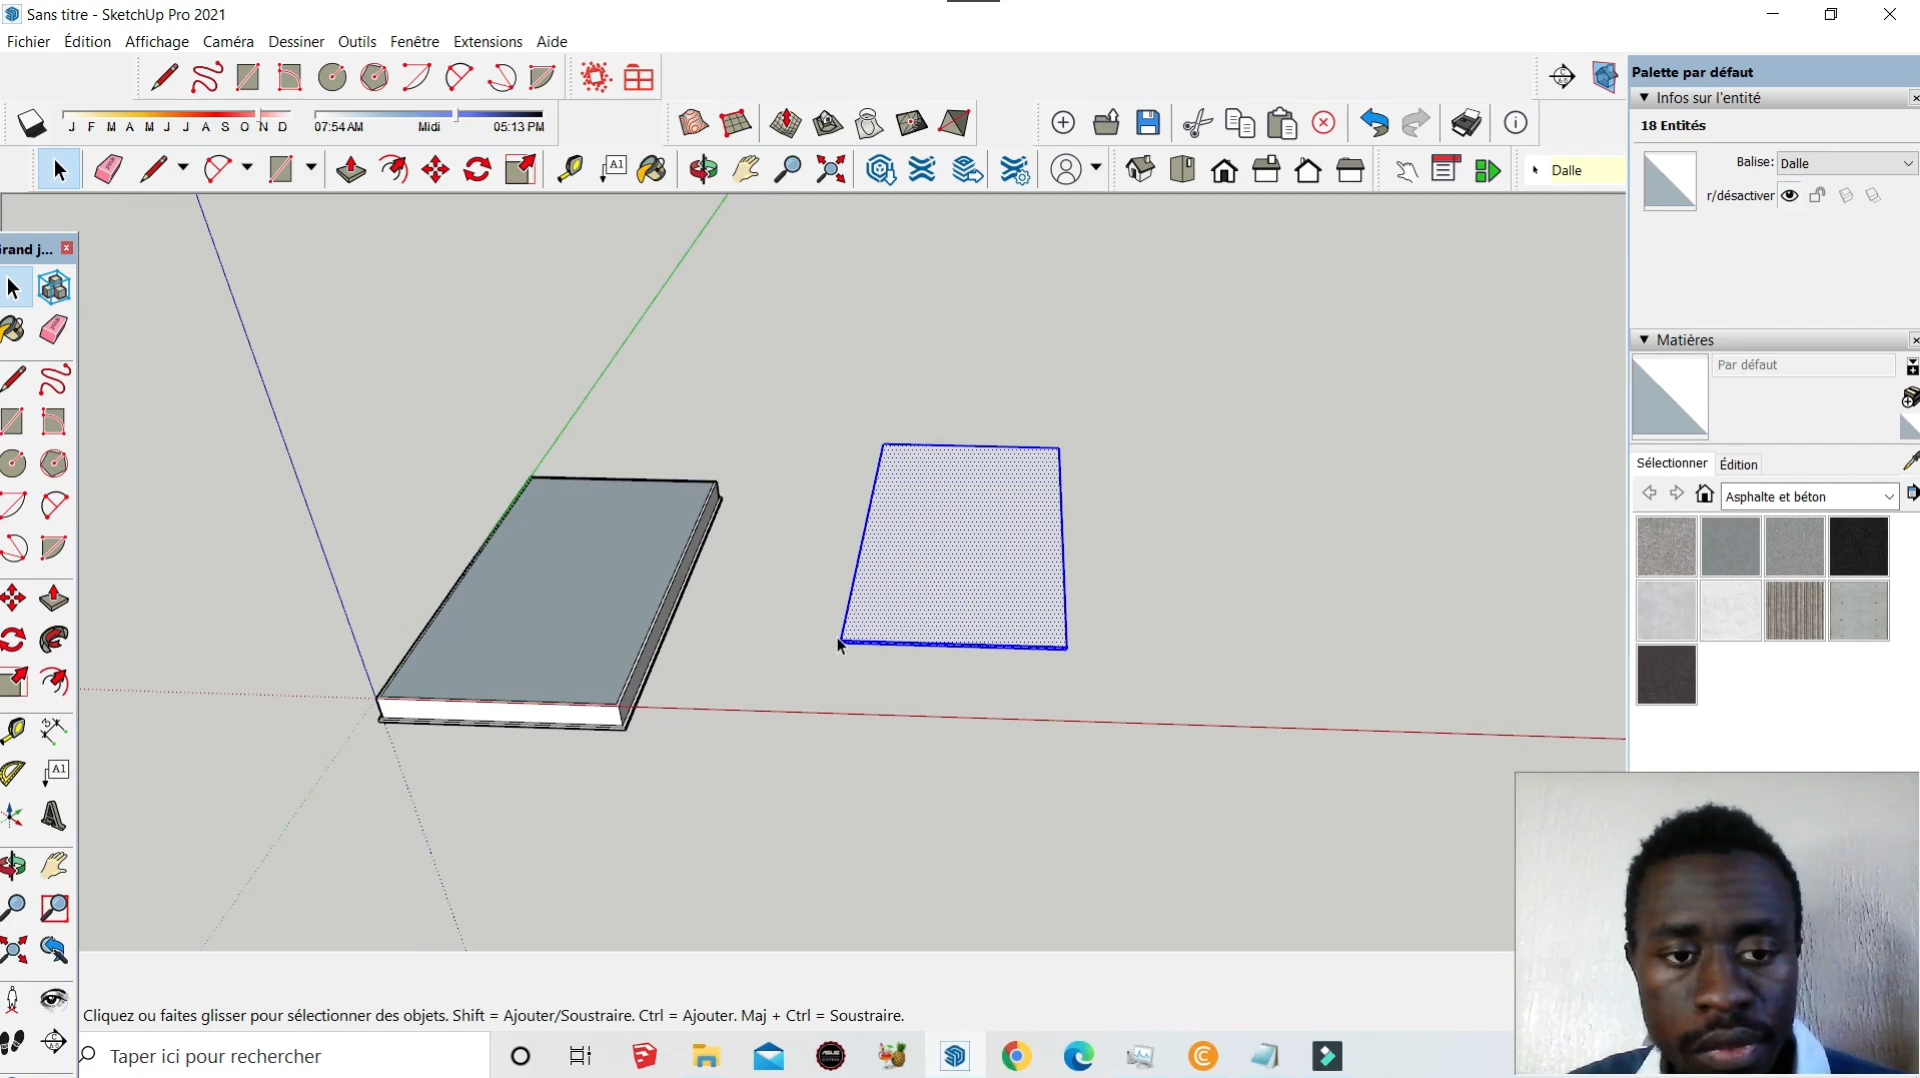 Sans titre - SketchUp Pro 2021
Fichier Édition Affichage Caméra Dessiner Outils Fenêtre Extensions Aide
Palette par défaut
Infos sur l'entité
18 Entités
J F M A M J J A S O N D
07:54 AM Midi 05:13 PM
Balise: Dalle
A1
Dalle
r/désactiver
rand j...
Matières
Par défaut
Sélectionner Édition
Asphalte et béton
A1
Cliquez ou faites glisser pour sélectionner des objets. Shift = Ajouter/Soustraire. Ctrl = Ajouter. Maj + Ctrl = Soustraire.
Taper ici pour rechercher